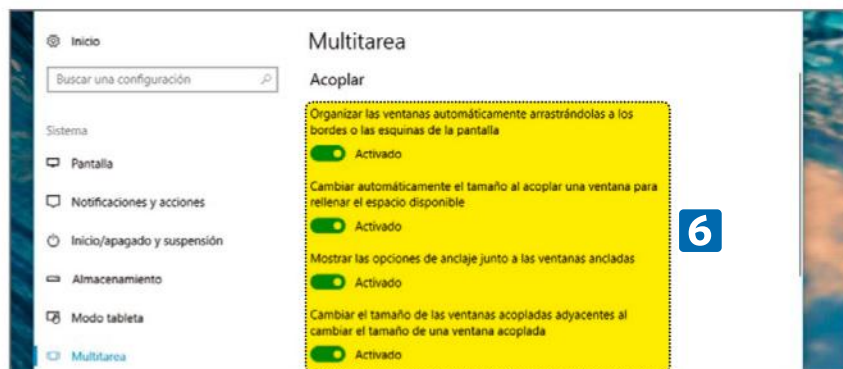 Inicio
Buscar una configuración
Sistema
Pantalla
Notificaciones y acciones
Inicio/apagado y suspensión
Almacenamiento
Modo tableta
Multitarea
Multitarea
Acoplar
Organizar las ventanas automáticamente arrastrándolas a los
bordes o las esquinas de la pantalla
Activado
Cambiar automáticamente el tamaño al acoplar una ventana para
rellenar el espacio disponible
Activado
Mostrar las opciones de anclaje junto a las ventanas ancladas
Activado
Cambiar el tamaño de las ventanas acopladas adyacentes al
cambiar el tamaño de una ventana acoplada
Activado
6